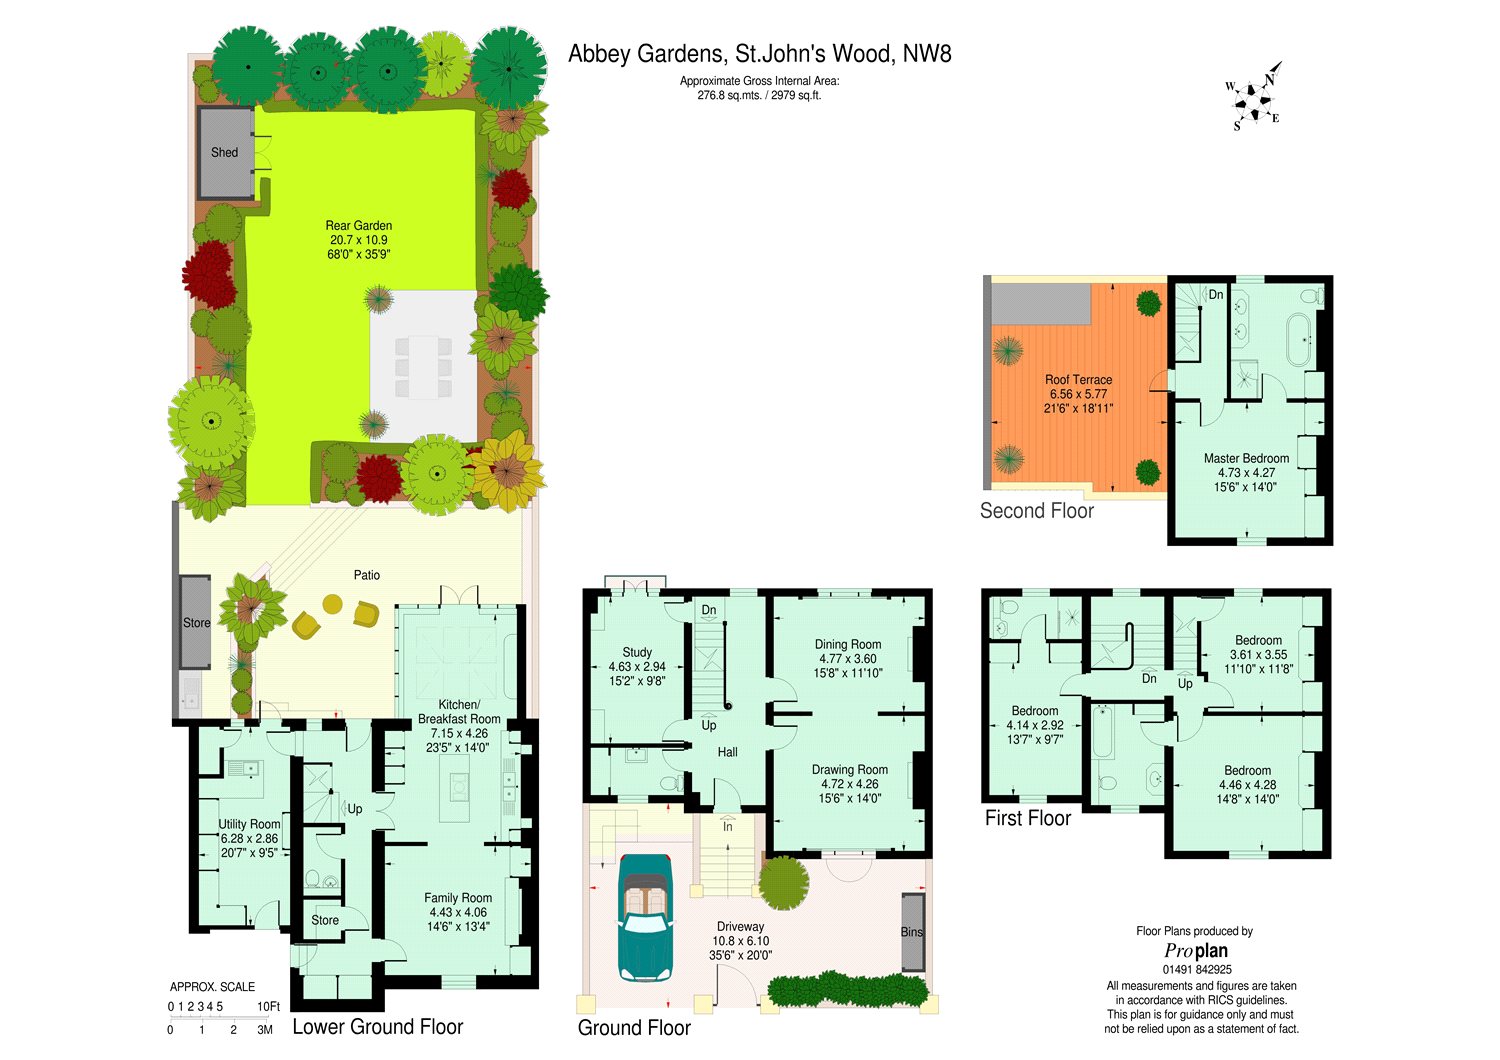 Abbey Gardens, St.John's Wood, NW8
Approximate Gross Internal Area:
276.8 sq.mts. / 2979 sq.ft.
N
W
E
S
Shed
Rear Garden
20.7 x 10.9
68'0" x 35'9"
Patio
Store
Kitchen/
Breakfast Room
7.15 x 4.26
23'5" x 14'0"
Up
Utility Room
6.28 x 2.86
20'7" x 9'5"
Family Room
4.43 x 4.06
14'6" x 13'4"
Store
APPROX. SCALE
0 1 2 3 4 5 10Ft
0 1 2 3M
Lower Ground Floor
Dn
Study
4.63 x 2.94
15'2" x 9'8"
Dining Room
4.77 x 3.60
15'8" x 11'10"
Up
Hall
Drawing Room
4.72 x 4.26
15'6" x 14'0"
In
Driveway
10.8 x 6.10
35'6" x 20'0"
Bins
Ground Floor
Dn
Roof Terrace
6.56 x 5.77
21'6" x 18'11"
Master Bedroom
4.73 x 4.27
15'6" x 14'0"
Second Floor
Bedroom
3.61 x 3.55
11'10" x 11'8"
Dn
Up
Bedroom
4.14 x 2.92
13'7" x 9'7"
Bedroom
4.46 x 4.28
14'8" x 14'0"
First Floor
Floor Plans produced by
Proplan
01491 842925
All measurements and figures are taken
in accordance with RICS guidelines.
This plan is for guidance only and must
not be relied upon as a statement of fact.